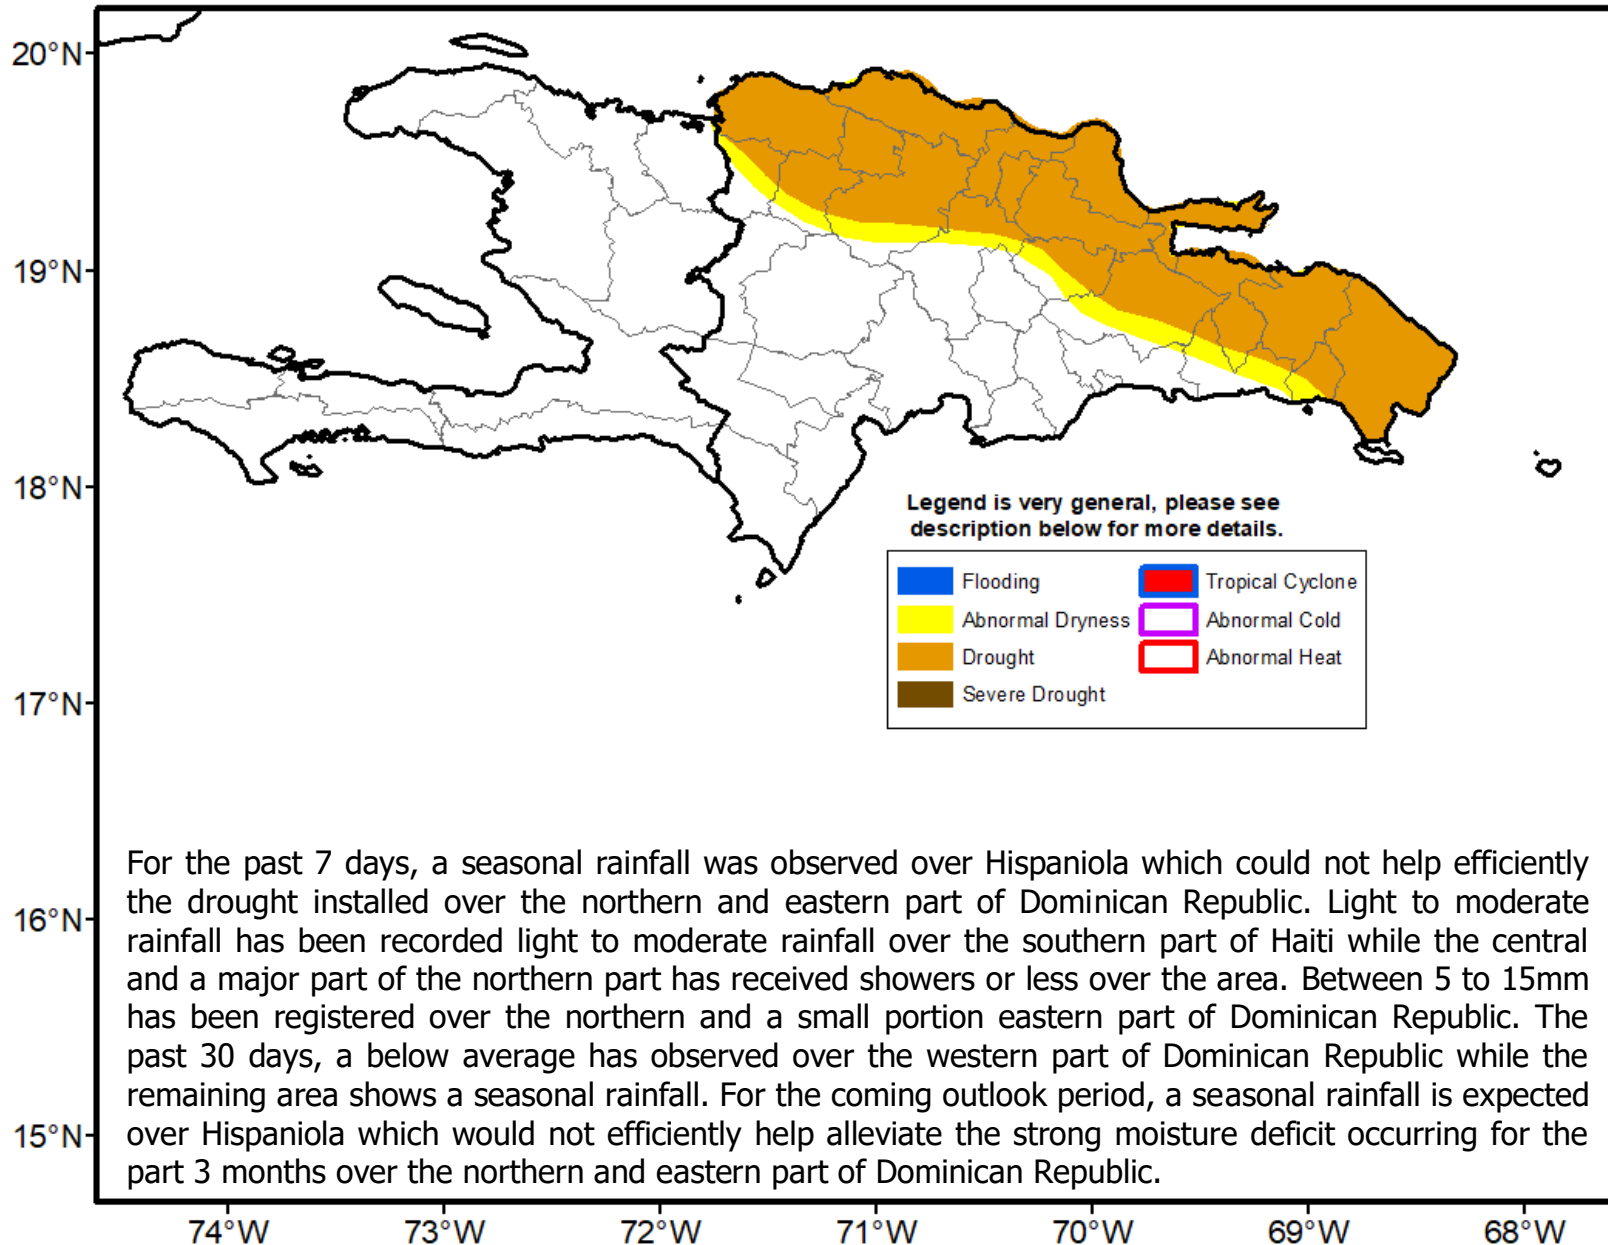 20°N
19°N
18°N
17°N
16°N
15°N
Legend is very general, please see
description below for more details.
Flooding
Tropical Cyclone
Abnormal Dryness
Abnormal Cold
Drought
Abnormal Heat
Severe Drought
For the past 7 days, a seasonal rainfall was observed over Hispaniola which could not help efficiently
the drought installed over the northern and eastern part of Dominican Republic. Light to moderate
rainfall has been recorded light to moderate rainfall over the southern part of Haiti while the central
and a major part of the northern part has received showers or less over the area. Between 5 to 15mm
has been registered over the northern and a small portion eastern part of Dominican Republic. The
past 30 days, a below average has observed over the western part of Dominican Republic while the
remaining area shows a seasonal rainfall. For the coming outlook period, a seasonal rainfall is expected
over Hispaniola which would not efficiently help alleviate the strong moisture deficit occurring for the
part 3 months over the northern and eastern part of Dominican Republic.
74°W
73°W
72°W
71°W
70°W
69°W
68°W